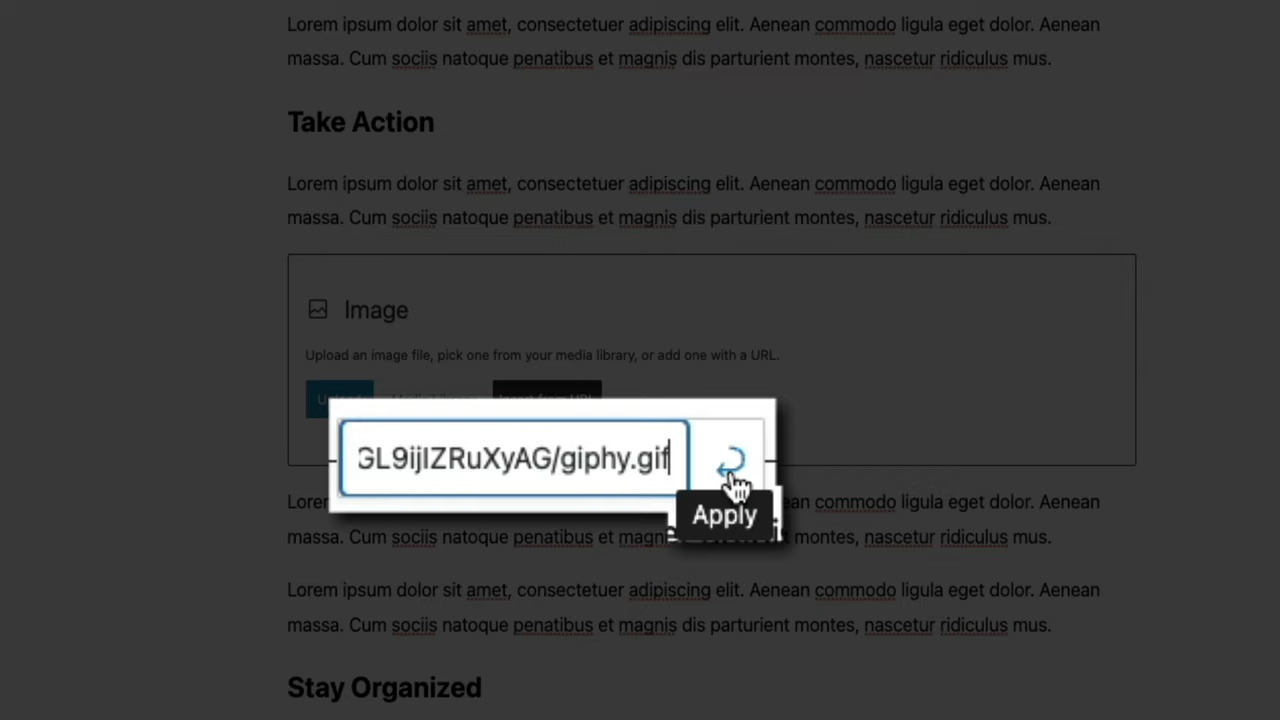 Lorem ipsum dolor sit amet, consectetuer adipiscing elit. Aenean commodo ligula eget dolor. Aenean
massa. Cum sociis natoque penatibus et magnis dis parturient montes, nascetur ridiculus mus.
Take Action
Lorem ipsum dolor sit amet, consectetuer adipiscing elit. Aenean commodo ligula eget dolor. Aenean
massa. Cum sociis natoque penatibus et magnis dis parturient montes, nascetur ridiculus mus.
Image
Upload an image file, pick one from your media library, or add one with a URL.
Insert from URL
GL9ijIZRuXyAG/giphy.gif
Apply
commodo ligula eget dolor. Aenean
massa. Cum sociis natoque penatibus et montes, nascetur ridiculus mus.
Lorem ipsum dolor sit amet, consectetuer adipiscing elit. Aenean commodo ligula eget dolor. Aenean
massa. Cum sociis natoque penatibus et magnis dis parturient montes, nascetur ridiculus mus.
Stay Organized